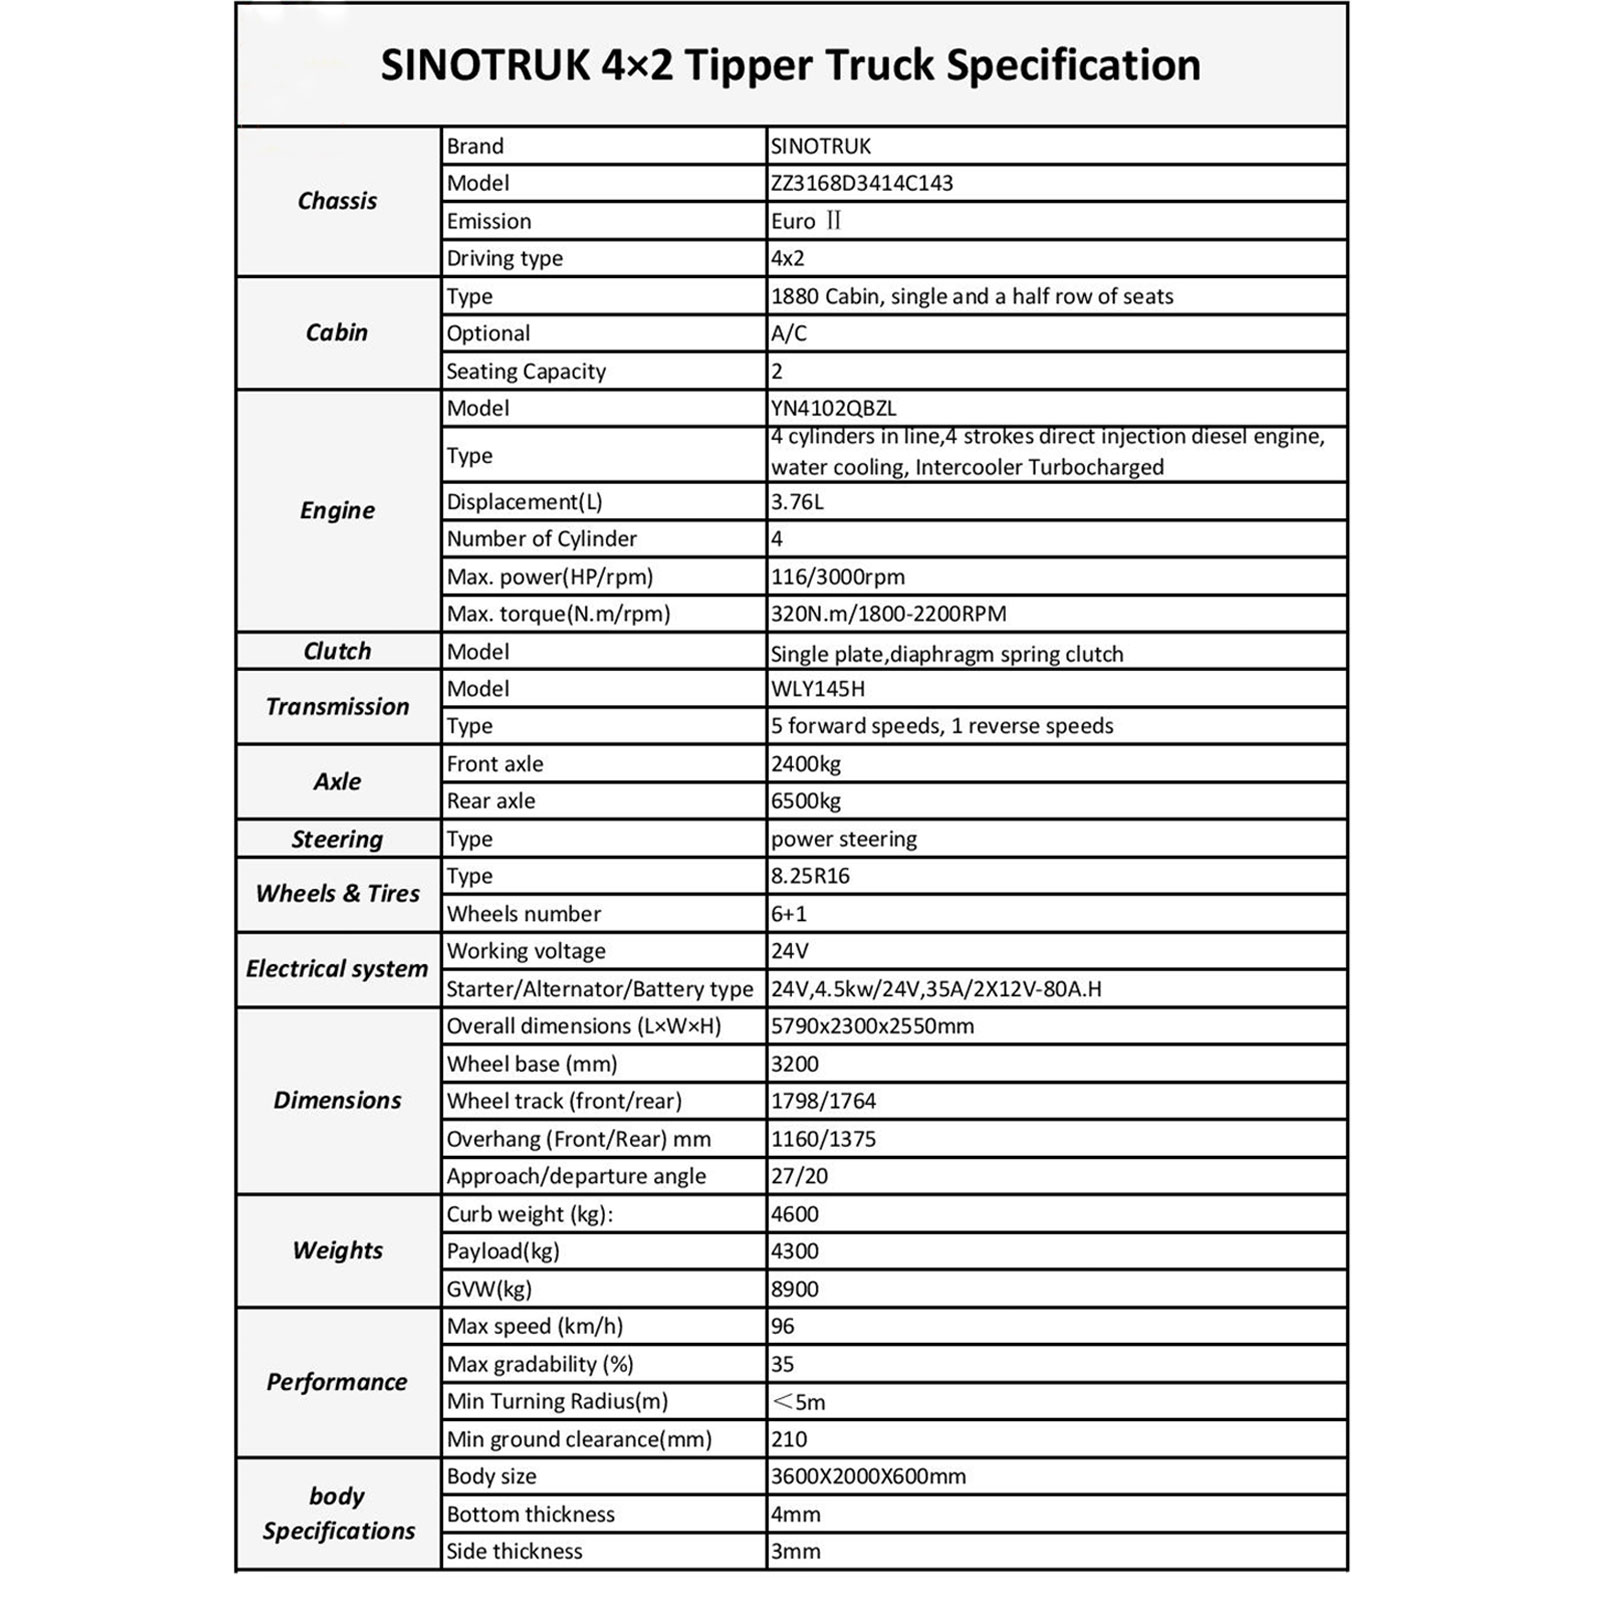 SINOTRUK 4×2 Tipper Truck Specification
Chassis
Brand SINOTRUK
Model ZZ3168D3414C143
Emission Euro Ⅱ
Driving type 4x2
Cabin
Type 1880 Cabin, single and a half row of seats
Optional A/C
Seating Capacity 2
Engine
Model YN4102QBZL
Type 4 cylinders in line,4 strokes direct injection diesel engine,
water cooling, Intercooler Turbocharged
Displacement(L) 3.76L
Number of Cylinder 4
Max. power(HP/rpm) 116/3000rpm
Max. torque(N.m/rpm) 320N.m/1800-2200RPM
Clutch Model Single plate,diaphragm spring clutch
Transmission
Model WLY145H
Type 5 forward speeds, 1 reverse speeds
Axle
Front axle 2400kg
Rear axle 6500kg
Steering Type power steering
Wheels & Tires
Type 8.25R16
Wheels number 6+1
Electrical system
Working voltage 24V
Starter/Alternator/Battery type 24V,4.5kw/24V,35A/2X12V-80A.H
Dimensions
Overall dimensions (L×W×H) 5790x2300x2550mm
Wheel base (mm) 3200
Wheel track (front/rear) 1798/1764
Overhang (Front/Rear) mm 1160/1375
Approach/departure angle 27/20
Weights
Curb weight (kg): 4600
Payload(kg) 4300
GVW(kg) 8900
Performance
Max speed (km/h) 96
Max gradability (%) 35
Min Turning Radius(m) ＜5m
Min ground clearance(mm) 210
body
Specifications
Body size 3600X2000X600mm
Bottom thickness 4mm
Side thickness 3mm